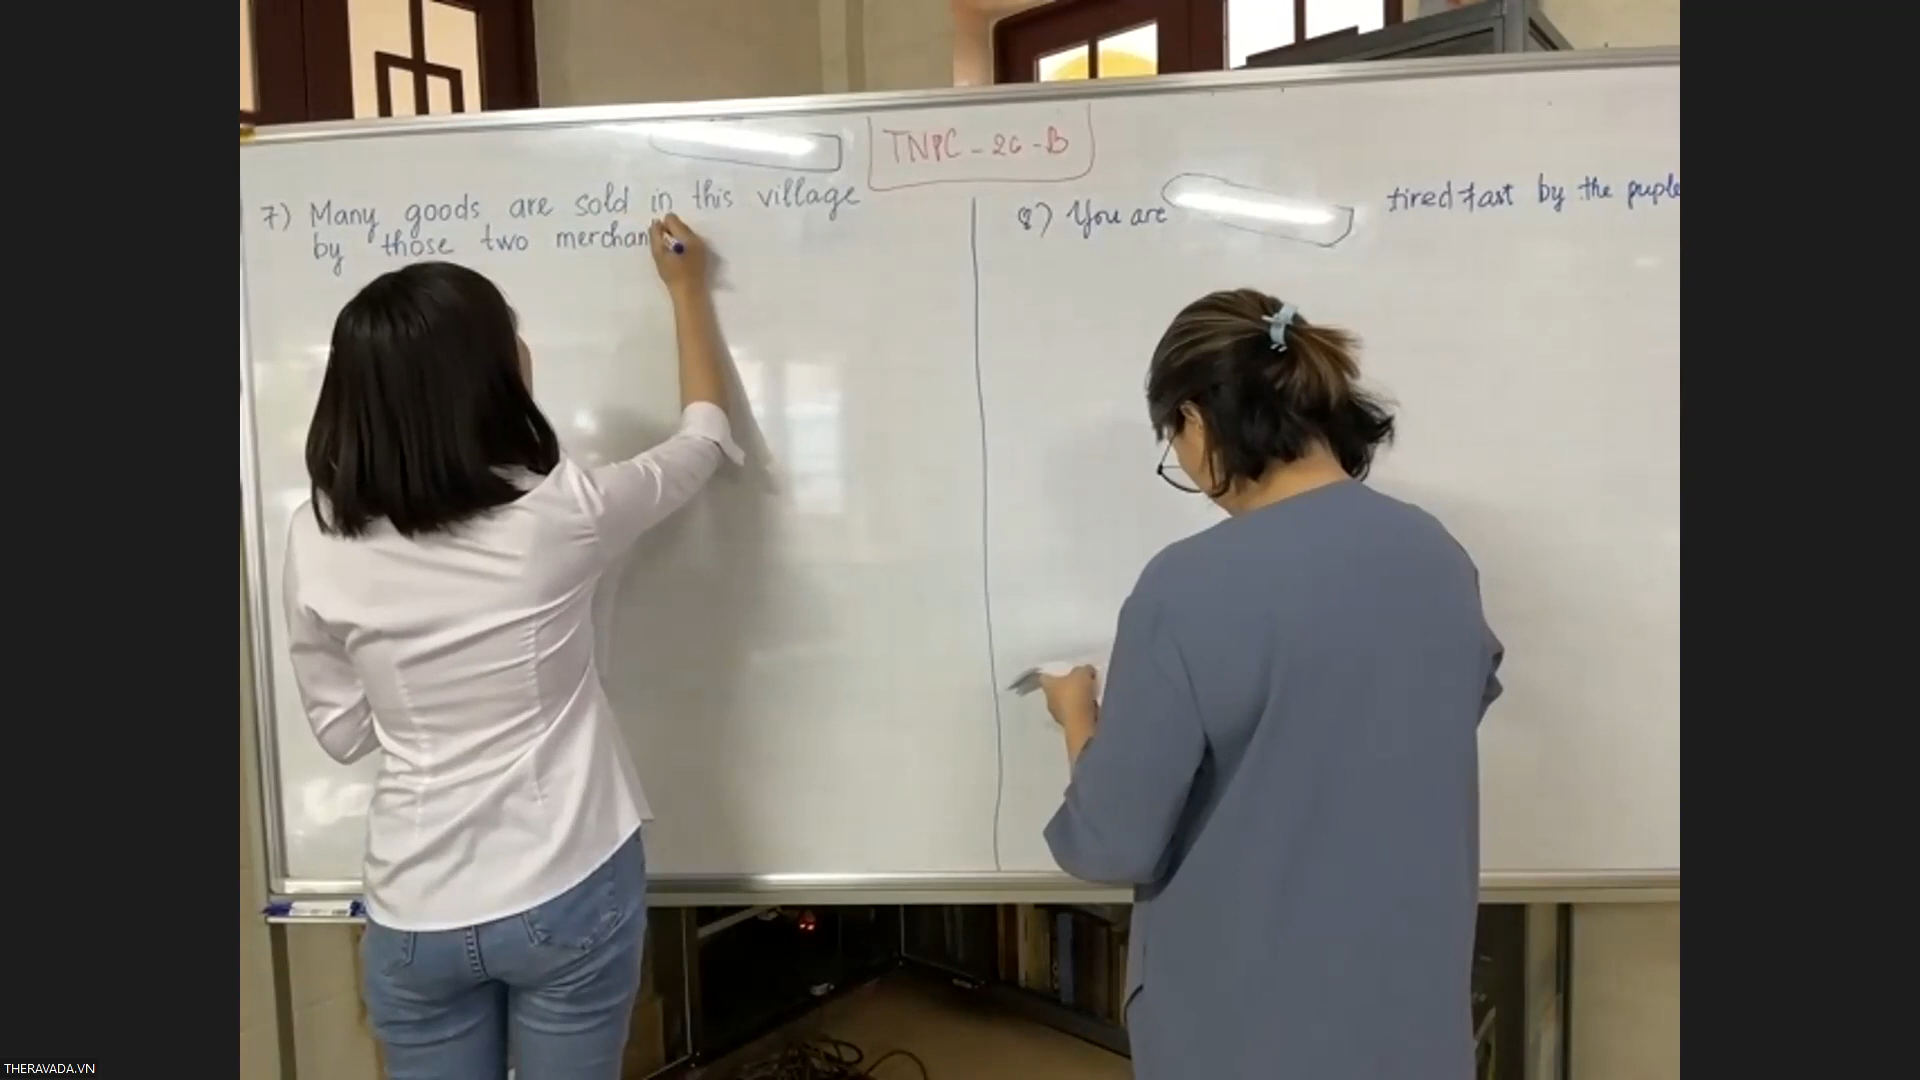 TNPC - 2C - B
7) Many goods are sold in this village
by those two merchan
8) You are tired fast by the puple
THERAVADA.VN